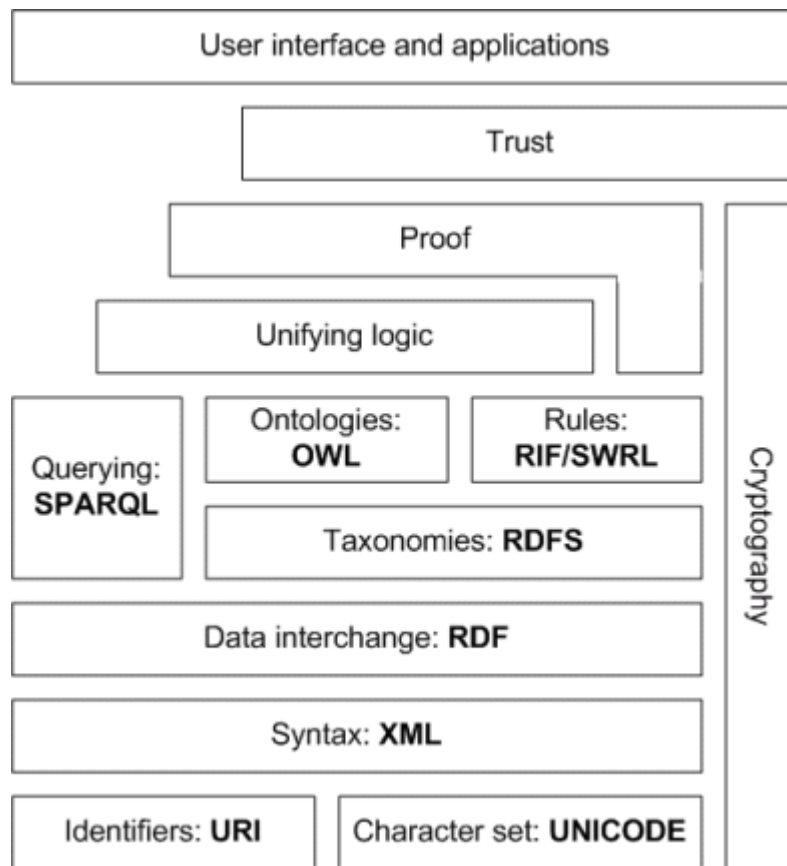 User interface and applications
Trust
Proof
Unifying logic
Querying:
SPARQL
Ontologies:
OWL
Rules:
RIF/SWRL
Taxonomies: RDFS
Cryptography
Data interchange: RDF
Syntax: XML
Identifiers: URI
Character set: UNICODE